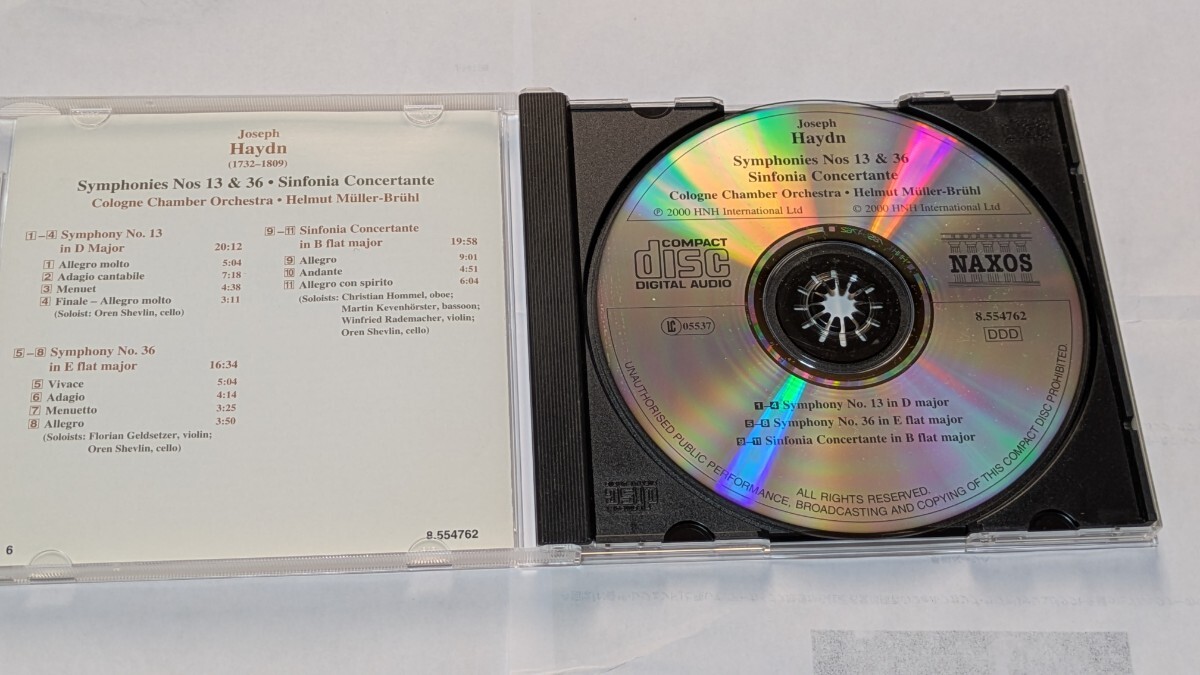 Joseph
Haydn
(1732–1809)
Symphonies Nos 13 & 36 • Sinfonia Concertante
Cologne Chamber Orchestra • Helmut Müller-Brühl
1–4 Symphony No. 13
in D Major 20:12
1 Allegro molto 5:04
2 Adagio cantabile 7:18
3 Menuet 4:38
4 Finale – Allegro molto 3:11
(Soloist: Oren Shevlin, cello)
5–8 Symphony No. 36
in E flat major 16:34
5 Vivace 5:04
6 Adagio 4:14
7 Menuetto 3:25
8 Allegro 3:50
(Soloists: Florian Geldsetzer, violin;
Oren Shevlin, cello)
9–11 Sinfonia Concertante
in B flat major 19:58
9 Allegro 9:01
10 Andante 4:51
11 Allegro con spirito 6:04
(Soloists: Christian Hommel, oboe;
Martin Kevenhörster, bassoon;
Winfried Rademacher, violin;
Oren Shevlin, cello)
6
8.554762
Joseph
Haydn
Symphonies Nos 13 & 36
Sinfonia Concertante
Cologne Chamber Orchestra • Helmut Müller-Brühl
℗ 2000 HNH International Ltd © 2000 HNH International Ltd
COMPACT
disc
DIGITAL AUDIO
NAXOS
LC 05537
8.554762
DDD
1–4 Symphony No. 13 in D major
5–8 Symphony No. 36 in E flat major
9–11 Sinfonia Concertante in B flat major
ALL RIGHTS RESERVED.
UNAUTHORISED PUBLIC PERFORMANCE, BROADCASTING AND COPYING OF THIS COMPACT DISC PROHIBITED.